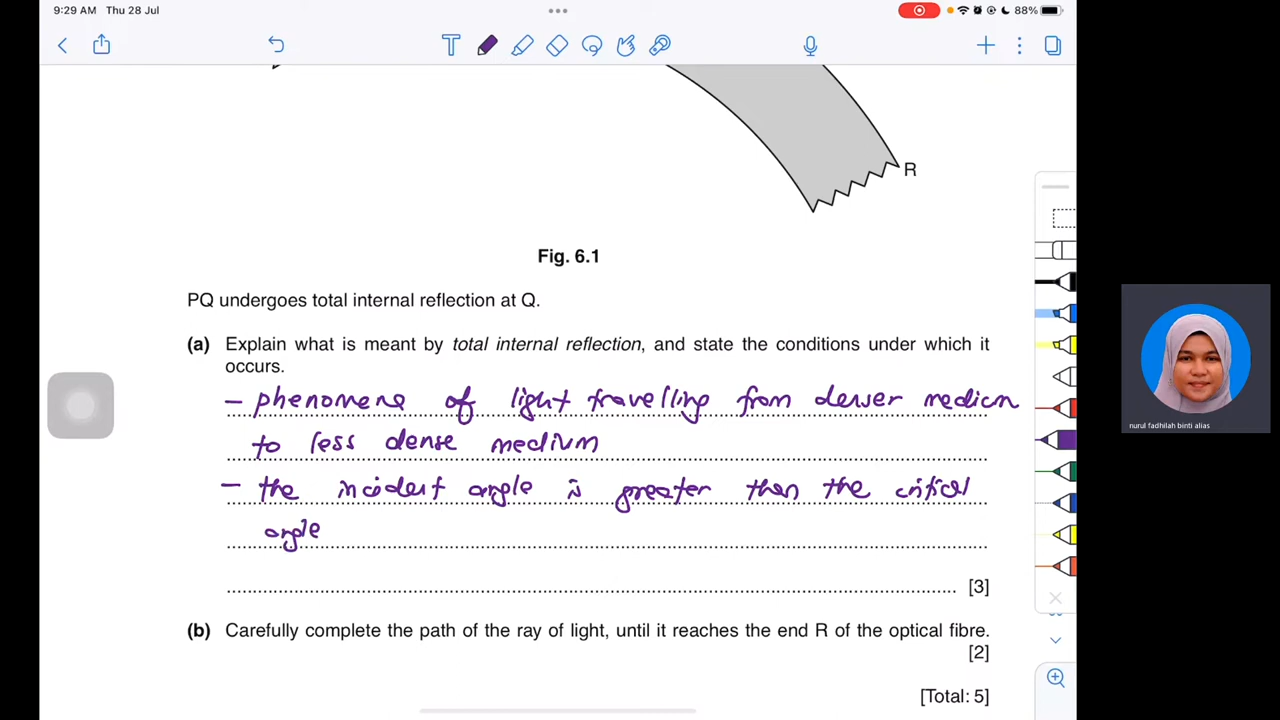 9:29 AM Thu 28 Jul
88%
R
Fig. 6.1
PQ undergoes total internal reflection at Q.
(a) Explain what is meant by total internal reflection, and state the conditions under which it
occurs.
- phenomena of light travelling from denser medium
to less dense medium
- the incident angle is greater than the critical
angle
[3]
(b) Carefully complete the path of the ray of light, until it reaches the end R of the optical fibre.
[2]
[Total: 5]
nurul fadhilah binti alias